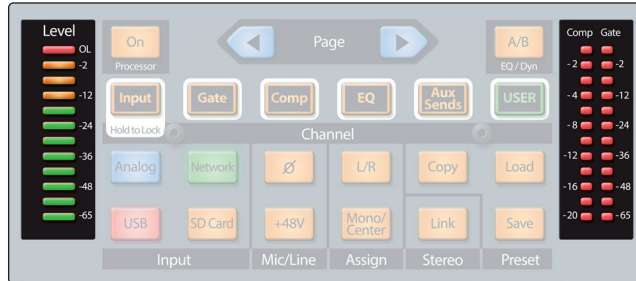 Level
OL
-2
-12
-24
-36
-48
-65
On
Processor
Page
A/B
EQ / Dyn
Input
Hold to Lock
Gate
Comp
EQ
Aux
Sends
USER
Channel
Analog
Network
Ø
L/R
Copy
Load
USB
SD Card
+48V
Mono/
Center
Link
Save
Input
Mic/Line
Assign
Stereo
Preset
Comp Gate
-2 -2
-4 -12
-8 -24
-12 -36
-16 -48
-20 -65